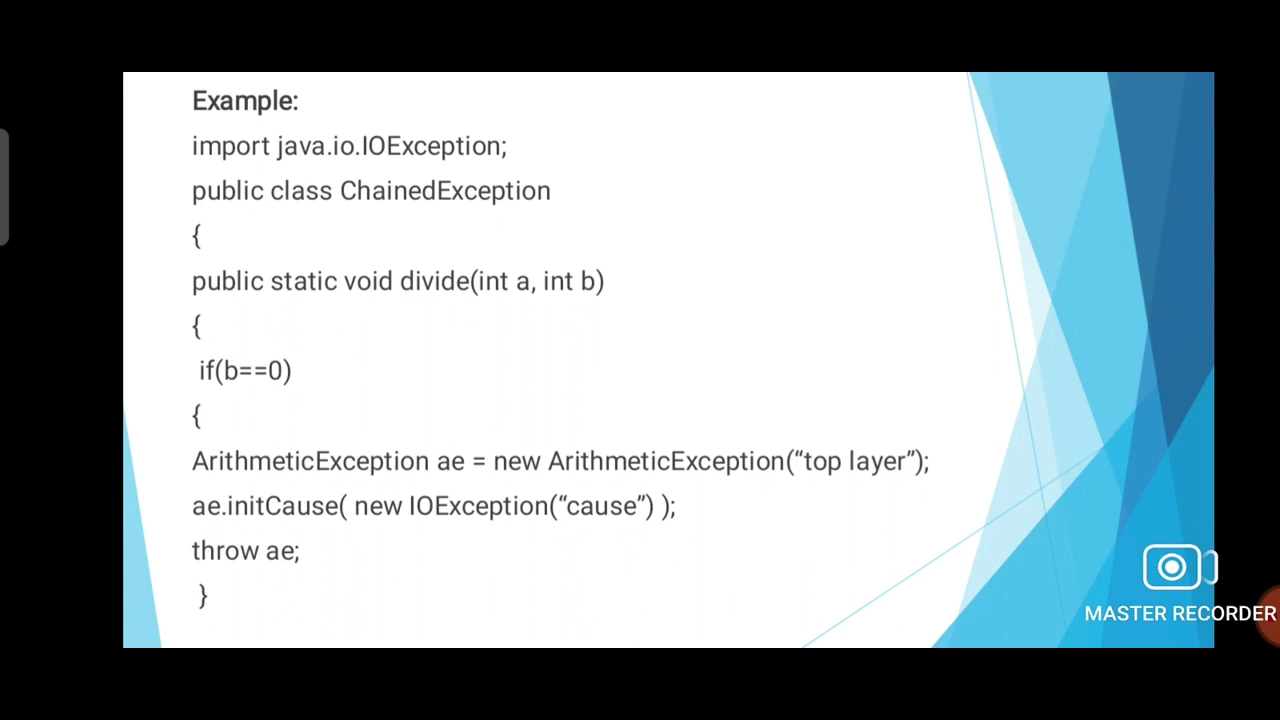 Example:
import java.io.IOException;
public class ChainedException
{
public static void divide(int a, int b)
{
if(b==0)
{
ArithmeticException ae = new ArithmeticException(“top layer”);
ae.initCause( new IOException(“cause”) );
throw ae;
}
MASTER RECORDER